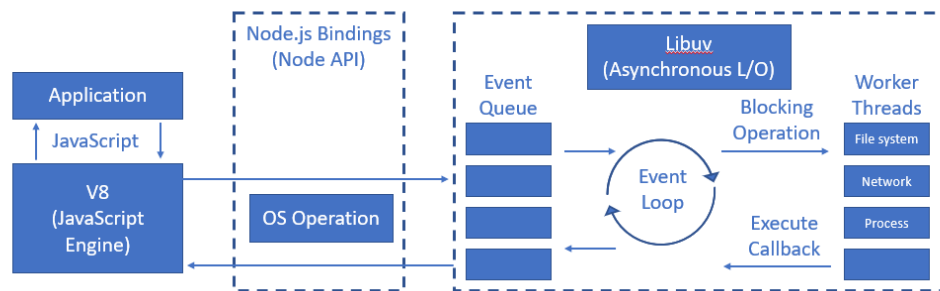 Application
JavaScript
V8
(JavaScript
Engine)
Node.js Bindings
(Node API)
OS Operation
Libuv
(Asynchronous L/O)
Event
Queue
Event
Loop
Blocking
Operation
Execute
Callback
Worker
Threads
File system
Network
Process